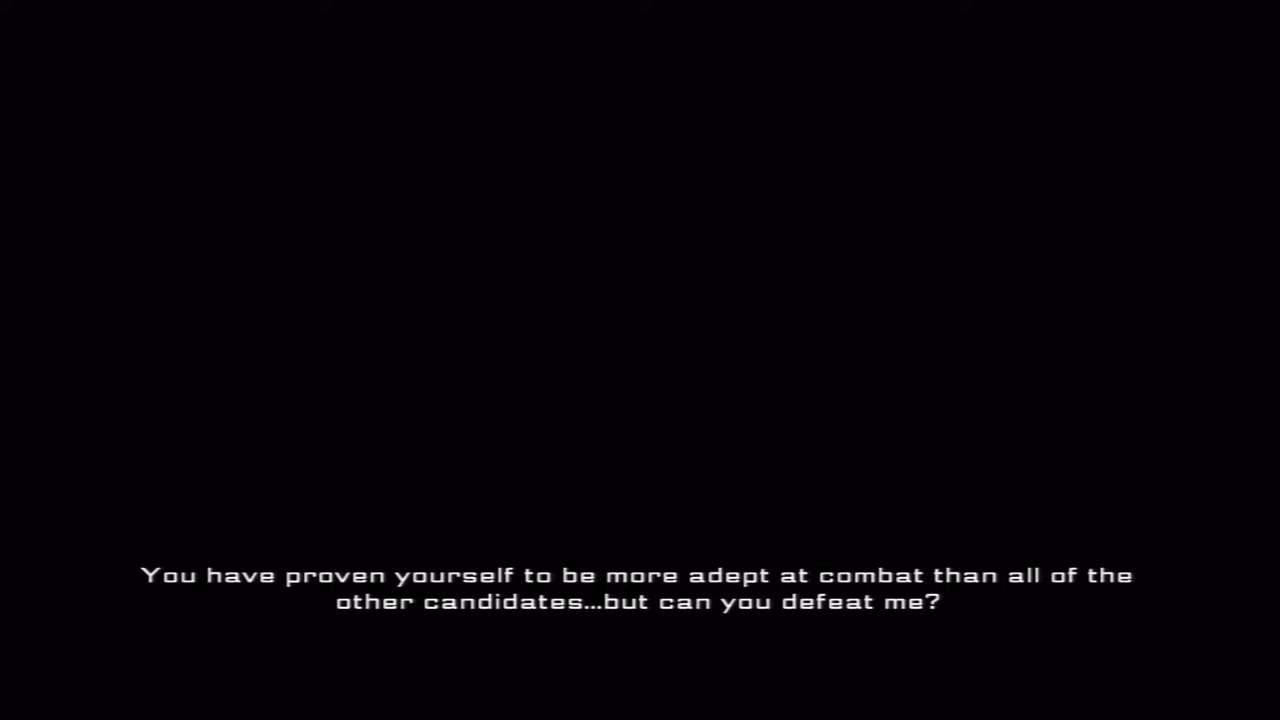 You have proven yourself to be more adept at combat than all of the
other candidates...but can you defeat me?